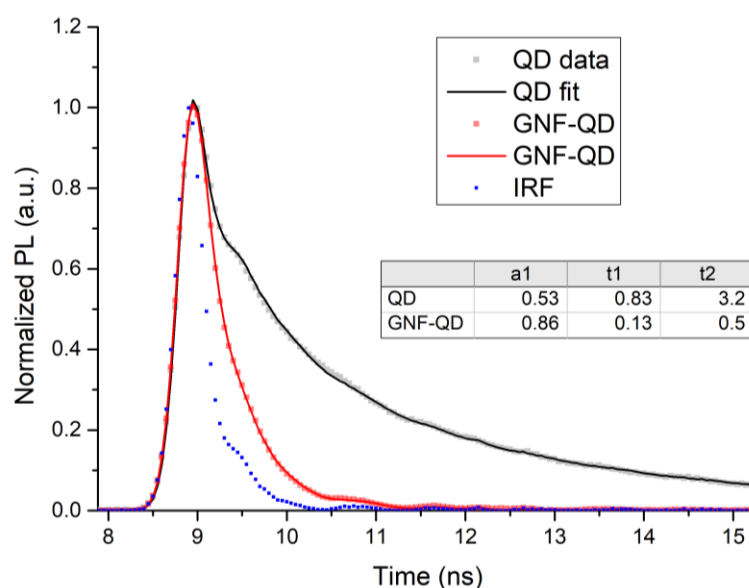 1.2
1.0
0.8
0.6
0.4
0.2
0.0
Normalized PL (a.u.)
QD data
QD fit
GNF-QD
GNF-QD
IRF
a1 t1 t2
QD 0.53 0.83 3.2
GNF-QD 0.86 0.13 0.5
8 9 10 11 12 13 14 15
Time (ns)